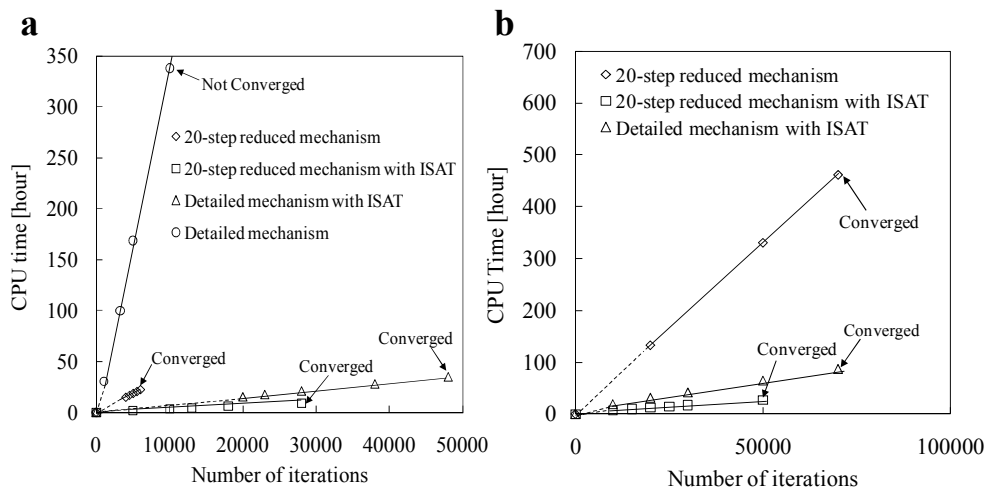 a
350
300
250
200
150
100
50
0
CPU time [hour]
Not Converged
20-step reduced mechanism
20-step reduced mechanism with ISAT
Detailed mechanism with ISAT
Detailed mechanism
Converged
Converged
Converged
0 10000 20000 30000 40000 50000
Number of iterations
b
700
600
500
400
300
200
100
0
CPU Time [hour]
20-step reduced mechanism
20-step reduced mechanism with ISAT
Detailed mechanism with ISAT
Converged
Converged
Converged
0 50000 100000
Number of iterations